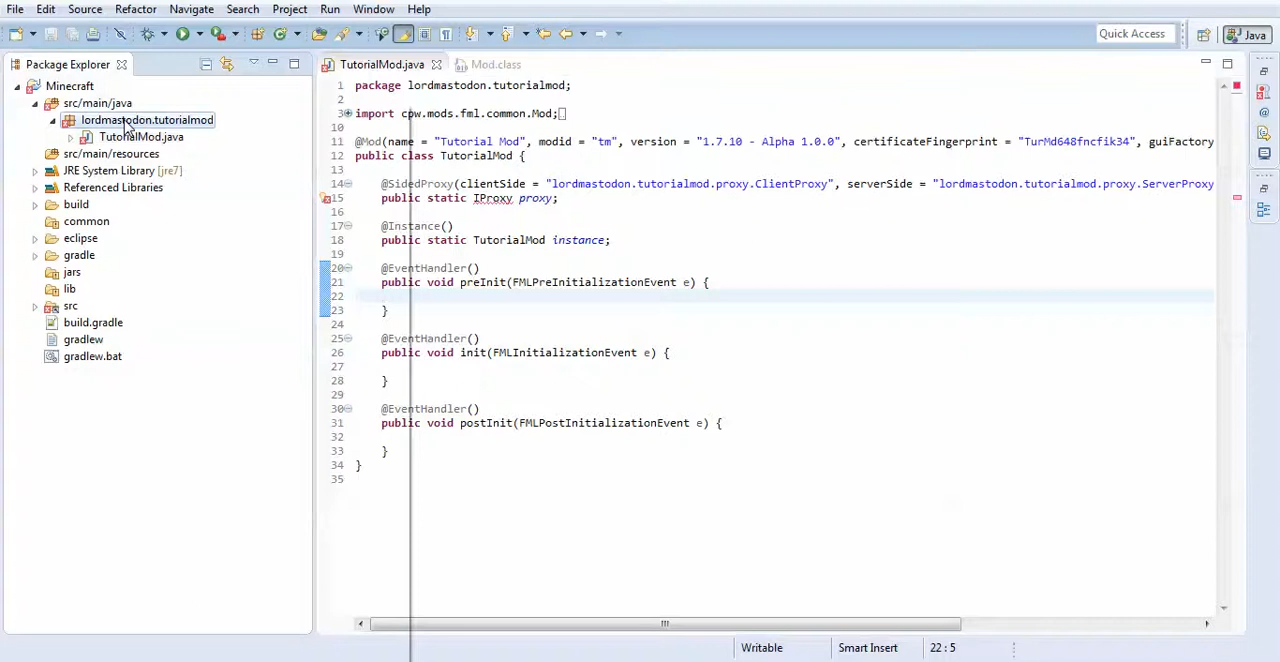 File Edit Source Refactor Navigate Search Project Run Window Help
Quick Access Java
Package Explorer
TutorialMod.java Mod.class
Minecraft
src/main/java
lordmastodon.tutorialmod
TutorialMod.java
src/main/resources
JRE System Library [jre7]
Referenced Libraries
build
common
eclipse
gradle
jars
lib
src
build.gradle
gradlew
gradlew.bat
1 package lordmastodon.tutorialmod;
2
3 import cpw.mods.fml.common.Mod;
10
11 @Mod(name = "Tutorial Mod", modid = "tm", version = "1.7.10 - Alpha 1.0.0", certificateFingerprint = "TurMd648fncfik34", guiFactory
12 public class TutorialMod {
13
14 @SidedProxy(clientSide = "lordmastodon.tutorialmod.proxy.ClientProxy", serverSide = "lordmastodon.tutorialmod.proxy.ServerProxy
15 public static IProxy proxy;
16
17 @Instance()
18 public static TutorialMod instance;
19
20 @EventHandler()
21 public void preInit(FMLPreInitializationEvent e) {
22
23 }
24
25 @EventHandler()
26 public void init(FMLInitializationEvent e) {
27
28 }
29
30 @EventHandler()
31 public void postInit(FMLPostInitializationEvent e) {
32
33 }
34 }
35
Writable Smart Insert 22 : 5